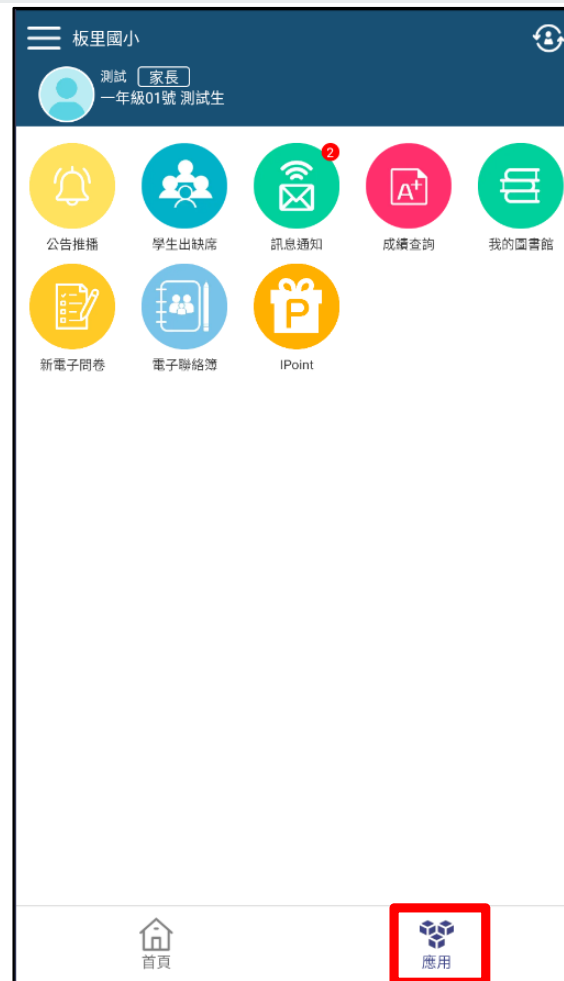 板里國小
測試 家長
一年級01號 測試生
2
A+
公告推播 學生出缺席 訊息通知 成績查詢 我的圖書館
P
新電子問卷 電子聯絡簿 IPoint
首頁 應用